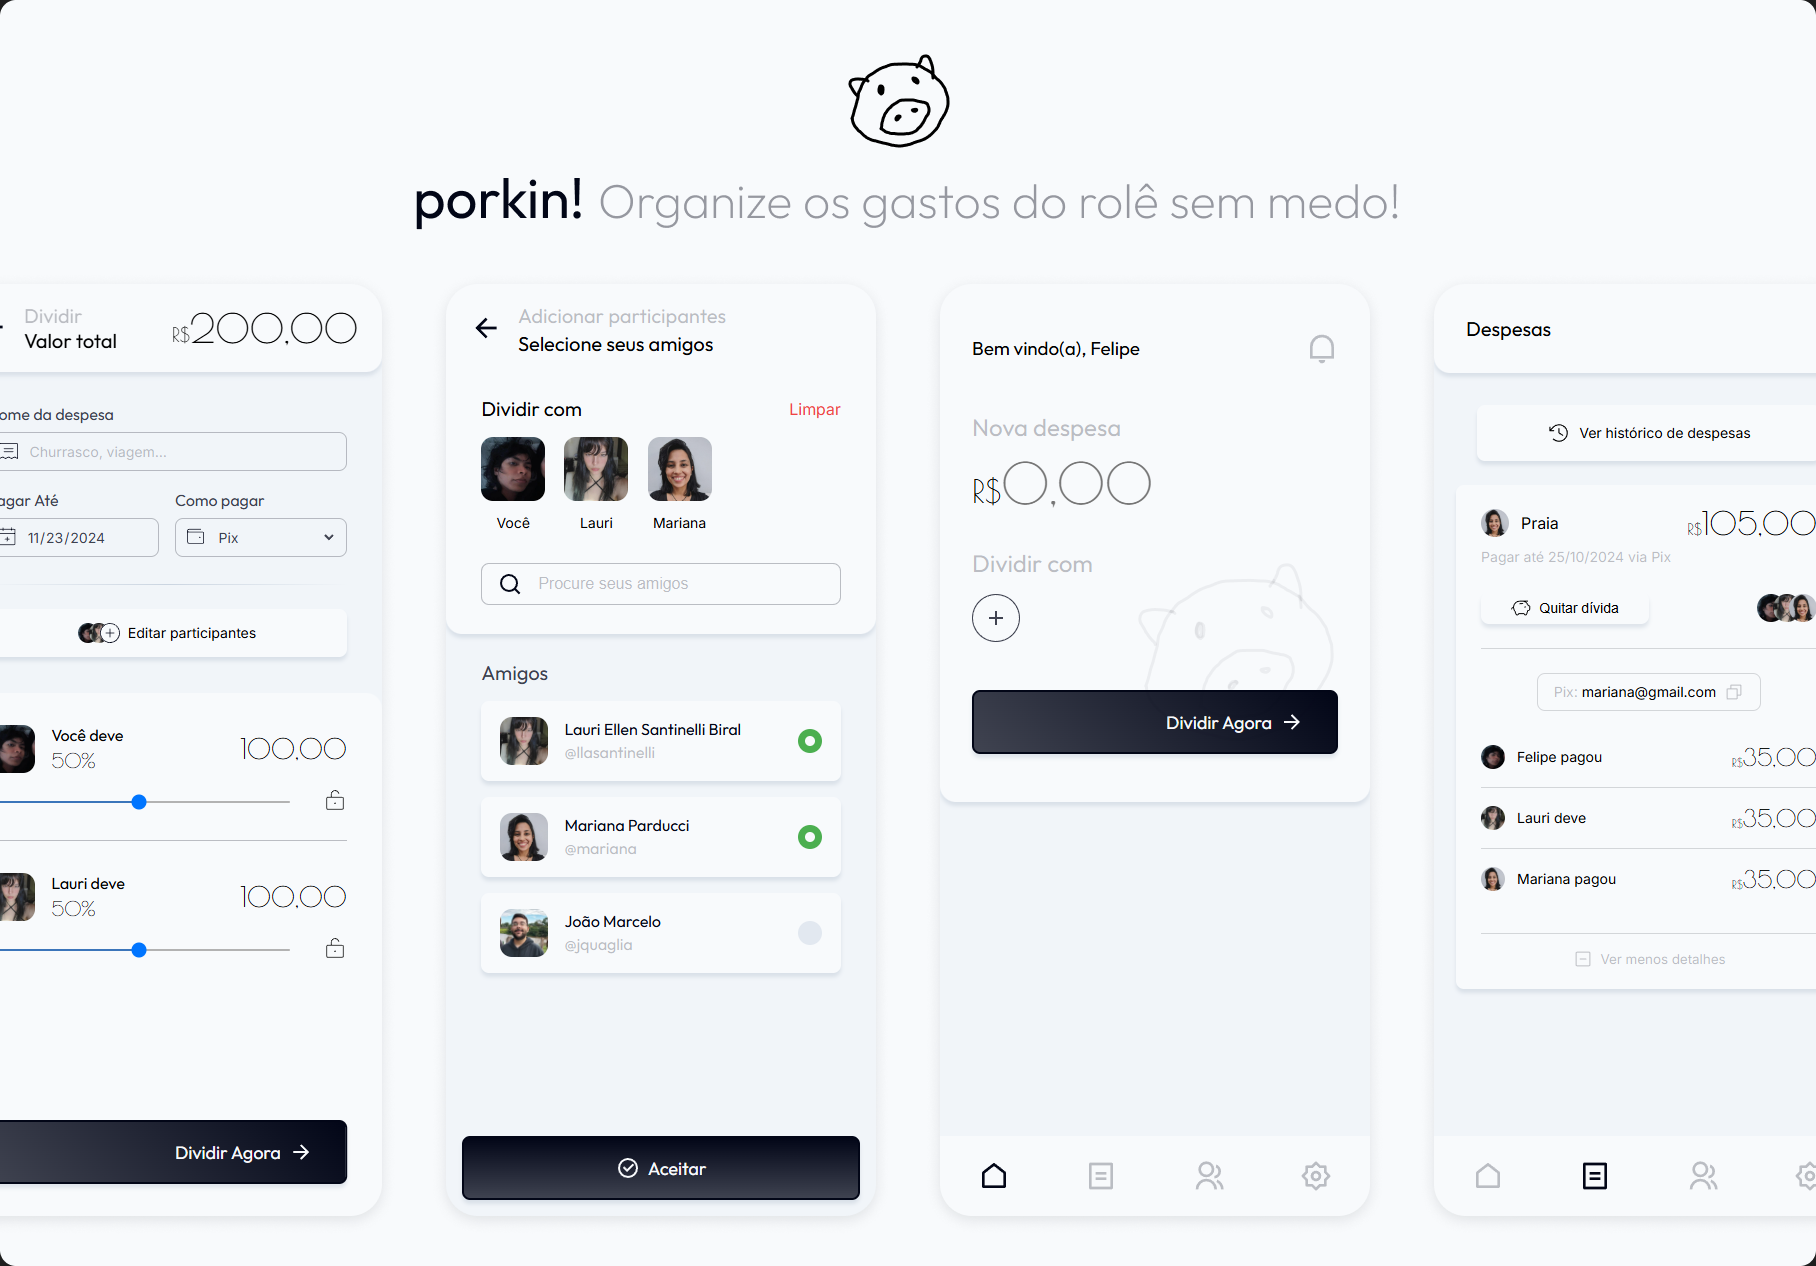 porkin! Organize os gastos do rolê sem medo!
Dividir
Valor total
R$200,00
ome da despesa
Churrasco, viagem...
agar Até
Como pagar
11/23/2024
Pix
Editar participantes
Você deve
50%
100,00
Lauri deve
50%
100,00
Dividir Agora
Adicionar participantes
Selecione seus amigos
Dividir com
Limpar
Você
Lauri
Mariana
Procure seus amigos
Amigos
Lauri Ellen Santinelli Biral
@llasantinelli
Mariana Parducci
@mariana
João Marcelo
@jquaglia
Aceitar
Bem vindo(a), Felipe
Nova despesa
R$0,00
Dividir com
Dividir Agora
Despesas
Ver histórico de despesas
Praia
R$105,00
Pagar até 25/10/2024 via Pix
Quitar dívida
Pix: mariana@gmail.com
Felipe pagou
R$35,00
Lauri deve
R$35,00
Mariana pagou
R$35,00
Ver menos detalhes